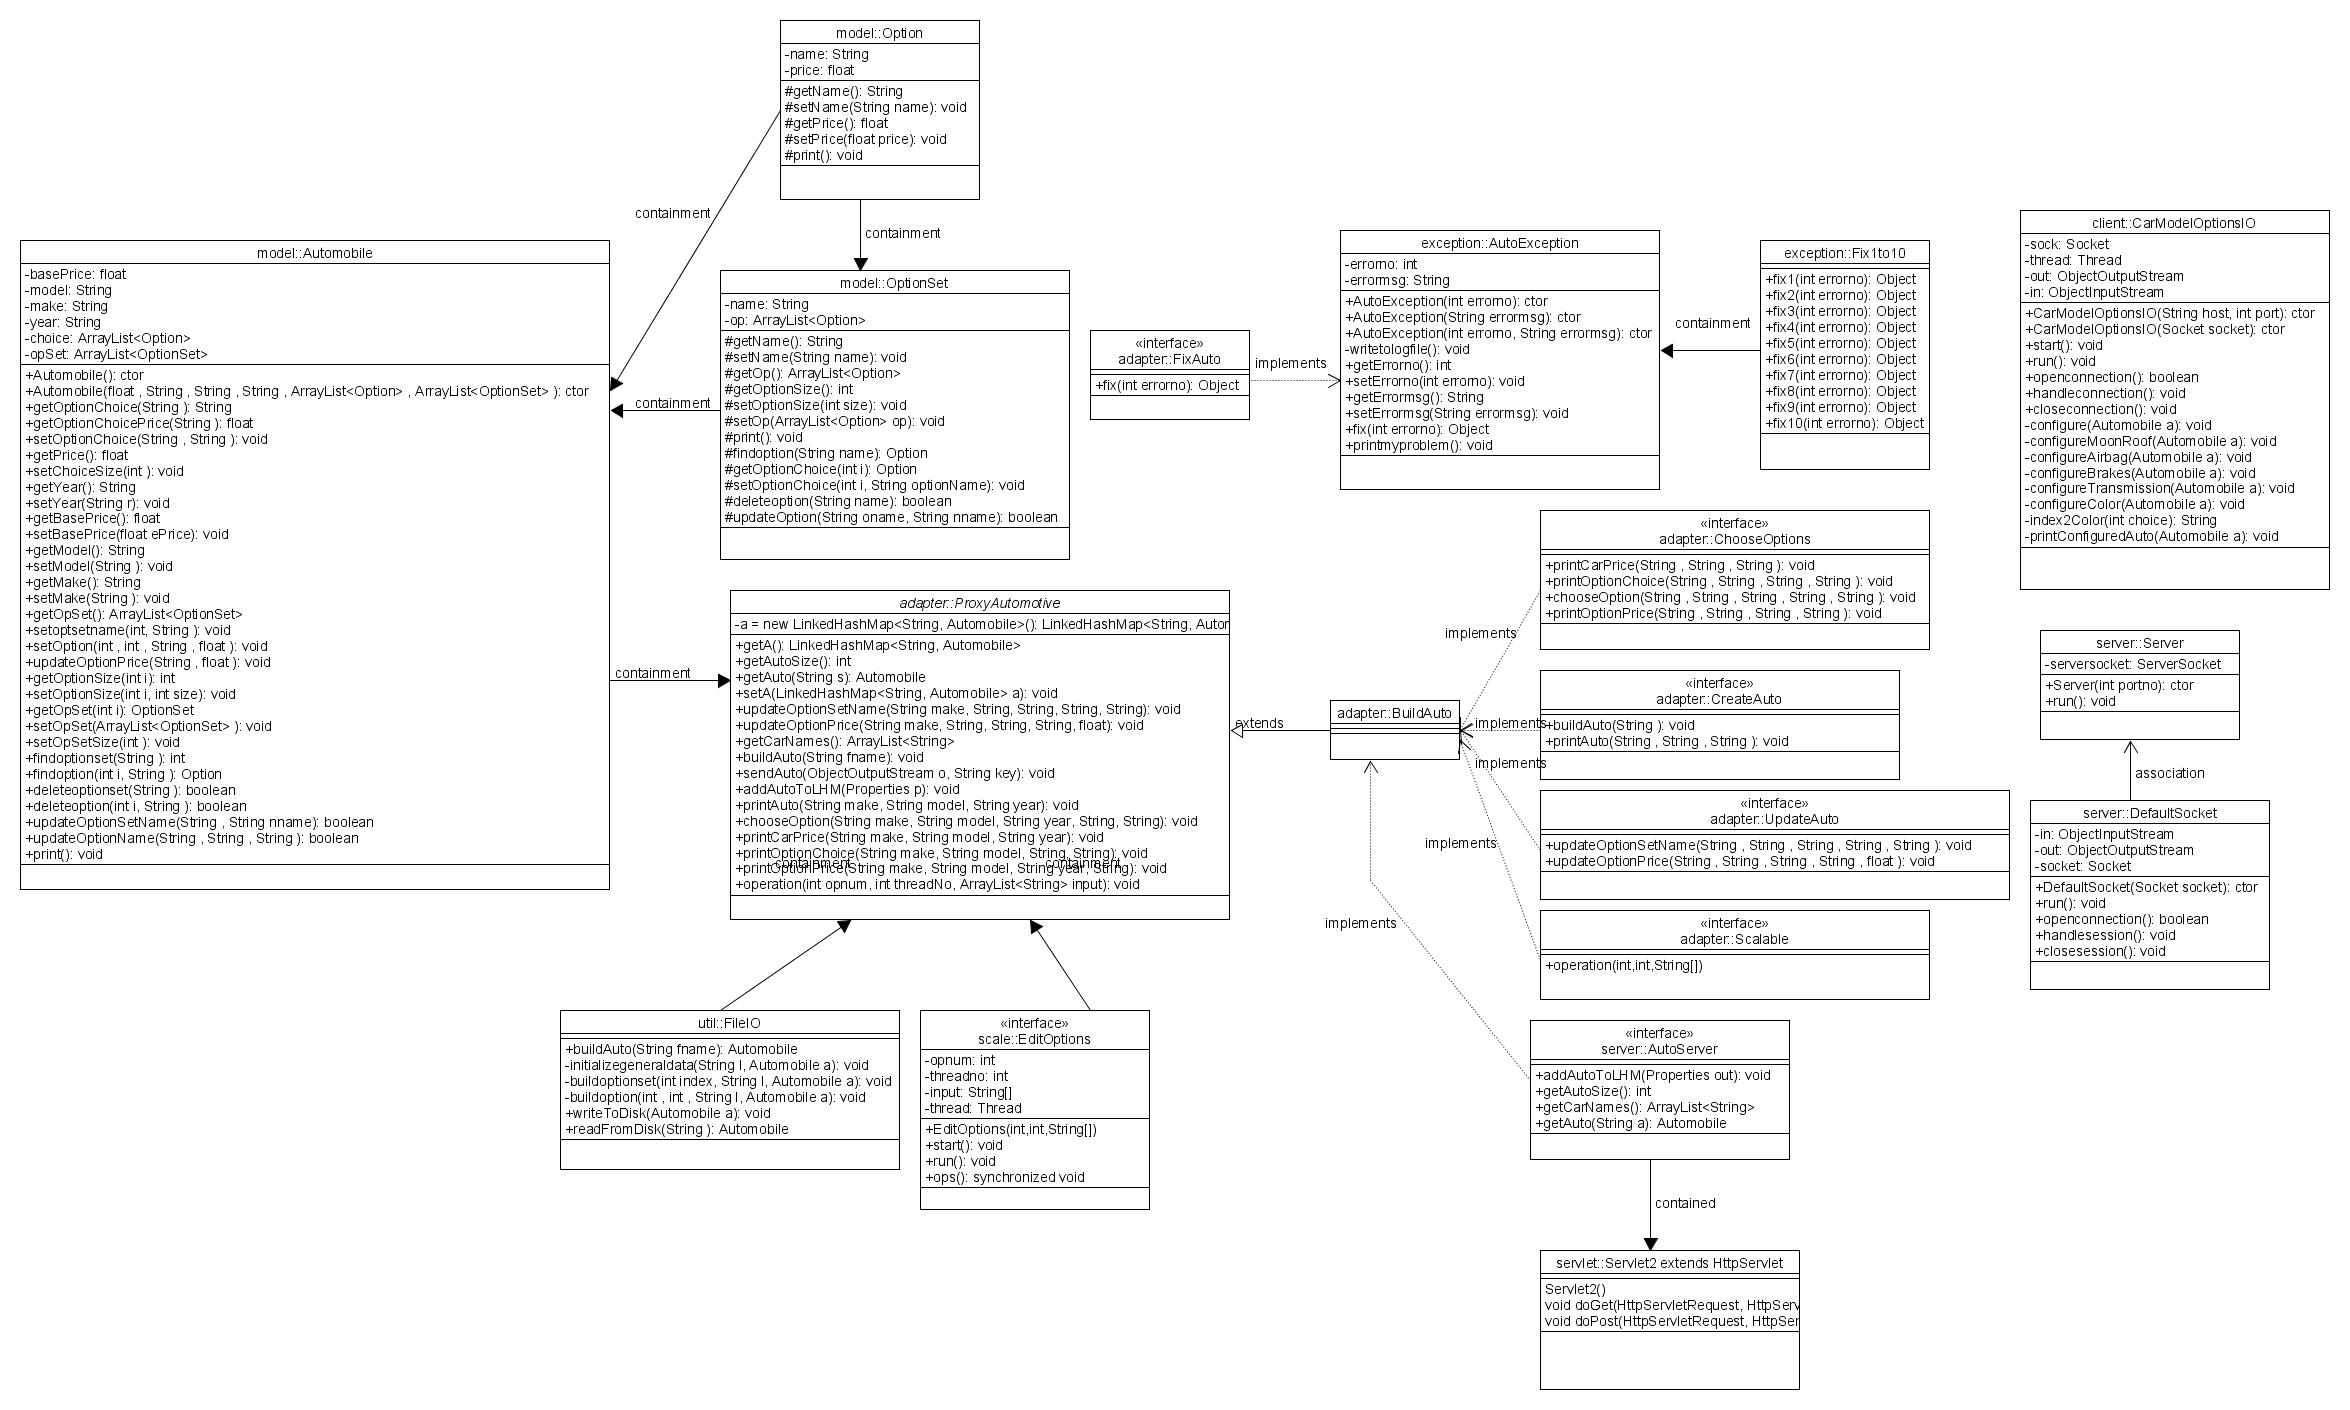 model::Option
-name: String
-price: float
#getName(): String
#setName(String name): void
#getPrice(): float
#setPrice(float price): void
#print(): void
containment
containment
model::Automobile
-basePrice: float
-model: String
-make: String
-year: String
-choice: ArrayList<Option>
-opSet: ArrayList<OptionSet>
+Automobile(): ctor
+Automobile(float , String , String , String , ArrayList<Option> , ArrayList<OptionSet> ): ctor
+getOptionChoice(String ): String
+getOptionChoicePrice(String ): float
+setOptionChoice(String , String ): void
+getPrice(): float
+setChoiceSize(int ): void
+getYear(): String
+setYear(String r): void
+getBasePrice(): float
+setBasePrice(float ePrice): void
+getModel(): String
+setModel(String ): void
+getMake(): String
+setMake(String ): void
+getOpSet(): ArrayList<OptionSet>
+setoptsetname(int, String ): void
+setOption(int , int , String , float ): void
+updateOptionPrice(String , float ): void
+getOptionSize(int i): int
+setOptionSize(int i, int size): void
+getOpSet(int i): OptionSet
+setOpSet(ArrayList<OptionSet> ): void
+setOpSetSize(int ): void
+findoptionset(String ): int
+findoption(int i, String ): Option
+deleteoptionset(String ): boolean
+deleteoption(int i, String ): boolean
+updateOptionSetName(String , String nname): boolean
+updateOptionName(String , String , String ): boolean
+print(): void
containment
containment
model::OptionSet
-name: String
-op: ArrayList<Option>
#getName(): String
#setName(String name): void
#getOp(): ArrayList<Option>
#getOptionSize(): int
#setOptionSize(int size): void
#setOp(ArrayList<Option> op): void
#print(): void
#findoption(String name): Option
#getOptionChoice(int i): Option
#setOptionChoice(int i, String optionName): void
#deleteoption(String name): boolean
#updateOption(String oname, String nname): boolean
«interface»
adapter::FixAuto
+fix(int errorno): Object
implements
exception::AutoException
-errorno: int
-errormsg: String
+AutoException(int errorno): ctor
+AutoException(String errormsg): ctor
+AutoException(int errorno, String errormsg): ctor
-writetologfile(): void
+getErrorno(): int
+setErrorno(int errorno): void
+getErrormsg(): String
+setErrormsg(String errormsg): void
+fix(int errorno): Object
+printmyproblem(): void
containment
exception::Fix1to10
+fix1(int errorno): Object
+fix2(int errorno): Object
+fix3(int errorno): Object
+fix4(int errorno): Object
+fix5(int errorno): Object
+fix6(int errorno): Object
+fix7(int errorno): Object
+fix8(int errorno): Object
+fix9(int errorno): Object
+fix10(int errorno): Object
client::CarModelOptionsIO
-sock: Socket
-thread: Thread
-out: ObjectOutputStream
-in: ObjectInputStream
+CarModelOptionsIO(String host, int port): ctor
+CarModelOptionsIO(Socket socket): ctor
+start(): void
+run(): void
+openconnection(): boolean
+handleconnection(): void
+closeconnection(): void
-configure(Automobile a): void
-configureMoonRoof(Automobile a): void
-configureAirbag(Automobile a): void
-configureBrakes(Automobile a): void
-configureTransmission(Automobile a): void
-configureColor(Automobile a): void
-index2Color(int choice): String
-printConfiguredAuto(Automobile a): void
adapter::ProxyAutomotive
-a = new LinkedHashMap<String, Automobile>(): LinkedHashMap<String, Autor
+getA(): LinkedHashMap<String, Automobile>
+getAutoSize(): int
+getAuto(String s): Automobile
+setA(LinkedHashMap<String, Automobile> a): void
+updateOptionSetName(String make, String, String, String, String): void
+updateOptionPrice(String make, String, String, String, float): void
+getCarNames(): ArrayList<String>
+buildAuto(String fname): void
+sendAuto(ObjectOutputStream o, String key): void
+addAutoToLHM(Properties p): void
+printAuto(String make, String model, String year): void
+chooseOption(String make, String model, String year, String, String): void
+printCarPrice(String make, String model, String year): void
+printOptionChoice(String make, String model, String, String): void
containment
containment
+printOptionPrice(String make, String model, String year, String): void
+operation(int opnum, int threadNo, ArrayList<String> input): void
extends
adapter::BuildAuto
implements
implements
implements
implements
implements
«interface»
adapter::ChooseOptions
+printCarPrice(String , String , String ): void
+printOptionChoice(String , String , String , String ): void
+chooseOption(String , String , String , String , String ): void
+printOptionPrice(String , String , String , String ): void
«interface»
adapter::CreateAuto
+buildAuto(String ): void
+printAuto(String , String , String ): void
«interface»
adapter::UpdateAuto
+updateOptionSetName(String , String , String , String , String ): void
+updateOptionPrice(String , String , String , String , float ): void
«interface»
adapter::Scalable
+operation(int,int,String[])
server::Server
-serversocket: ServerSocket
+Server(int portno): ctor
+run(): void
association
server::DefaultSocket
-in: ObjectInputStream
-out: ObjectOutputStream
-socket: Socket
+DefaultSocket(Socket socket): ctor
+run(): void
+openconnection(): boolean
+handlesession(): void
+closesession(): void
util::FileIO
+buildAuto(String fname): Automobile
-initializegeneraldata(String l, Automobile a): void
-buildoptionset(int index, String l, Automobile a): void
-buildoption(int , int , String l, Automobile a): void
+writeToDisk(Automobile a): void
+readFromDisk(String ): Automobile
«interface»
scale::EditOptions
-opnum: int
-threadno: int
-input: String[]
-thread: Thread
+EditOptions(int,int,String[])
+start(): void
+run(): void
+ops(): synchronized void
«interface»
server::AutoServer
+addAutoToLHM(Properties out): void
+getAutoSize(): int
+getCarNames(): ArrayList<String>
+getAuto(String a): Automobile
contained
servlet::Servlet2 extends HttpServlet
Servlet2()
void doGet(HttpServletRequest, HttpServ
void doPost(HttpServletRequest, HttpSer